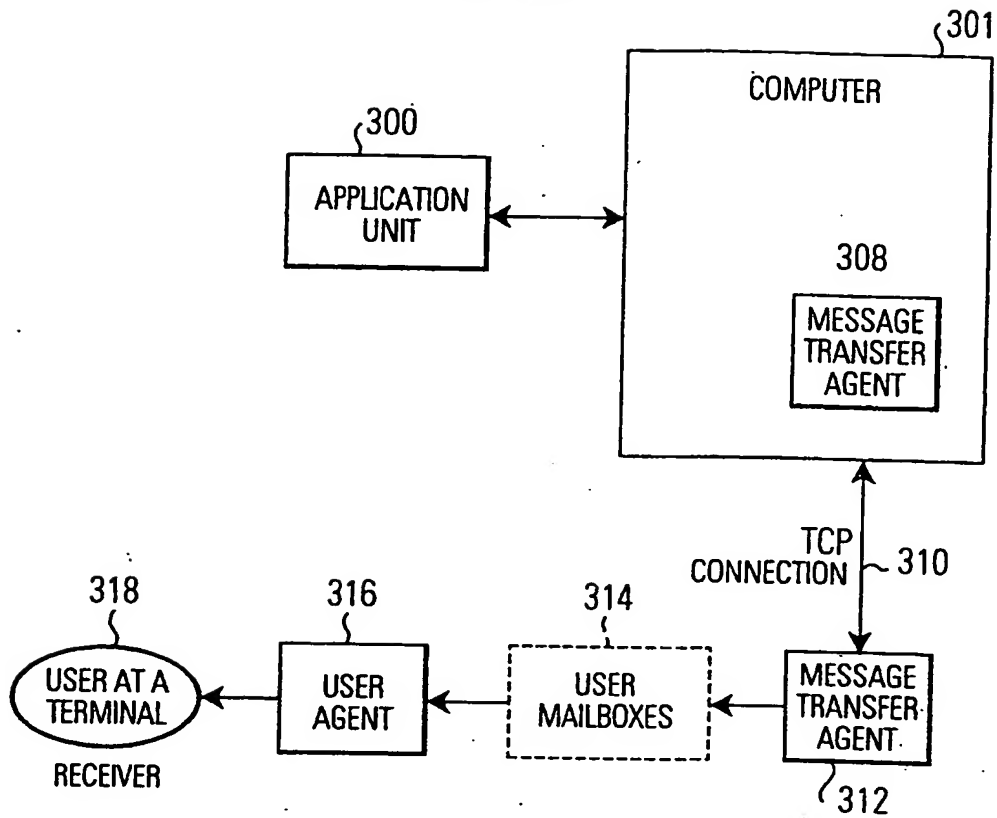 301
COMPUTER
300
APPLICATION
UNIT
308
MESSAGE
TRANSFER
AGENT
TCP
CONNECTION
310
318
316
314
USER AT A
TERMINAL
USER
AGENT
USER
MAILBOXES
MESSAGE
TRANSFER
AGENT
RECEIVER
312